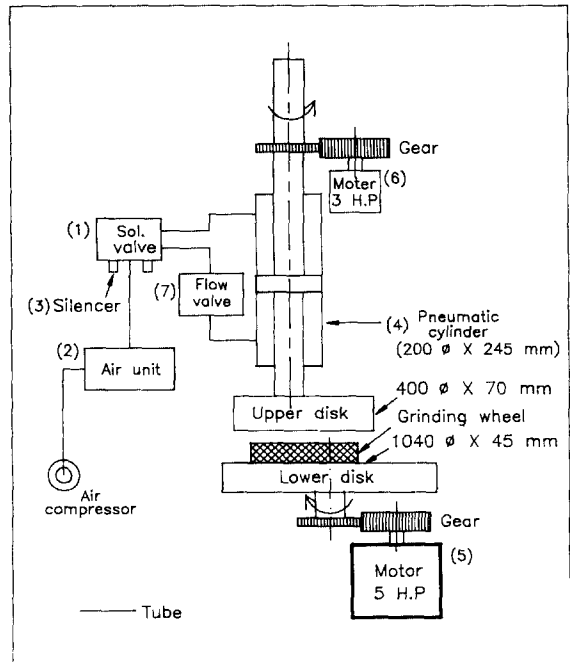 Gear
Moter
3 H.P
(6)
(1)
Sol.
valve
(3) Silencer
(7)
Flow
valve
(4) Pneumatic
cylinder
(200 ø X 245 mm)
(2)
Air unit
400 ø X 70 mm
Upper disk
Grinding wheel
1040 ø X 45 mm
Lower disk
Air
compressor
Gear
(5)
Motor
5 H.P
Tube